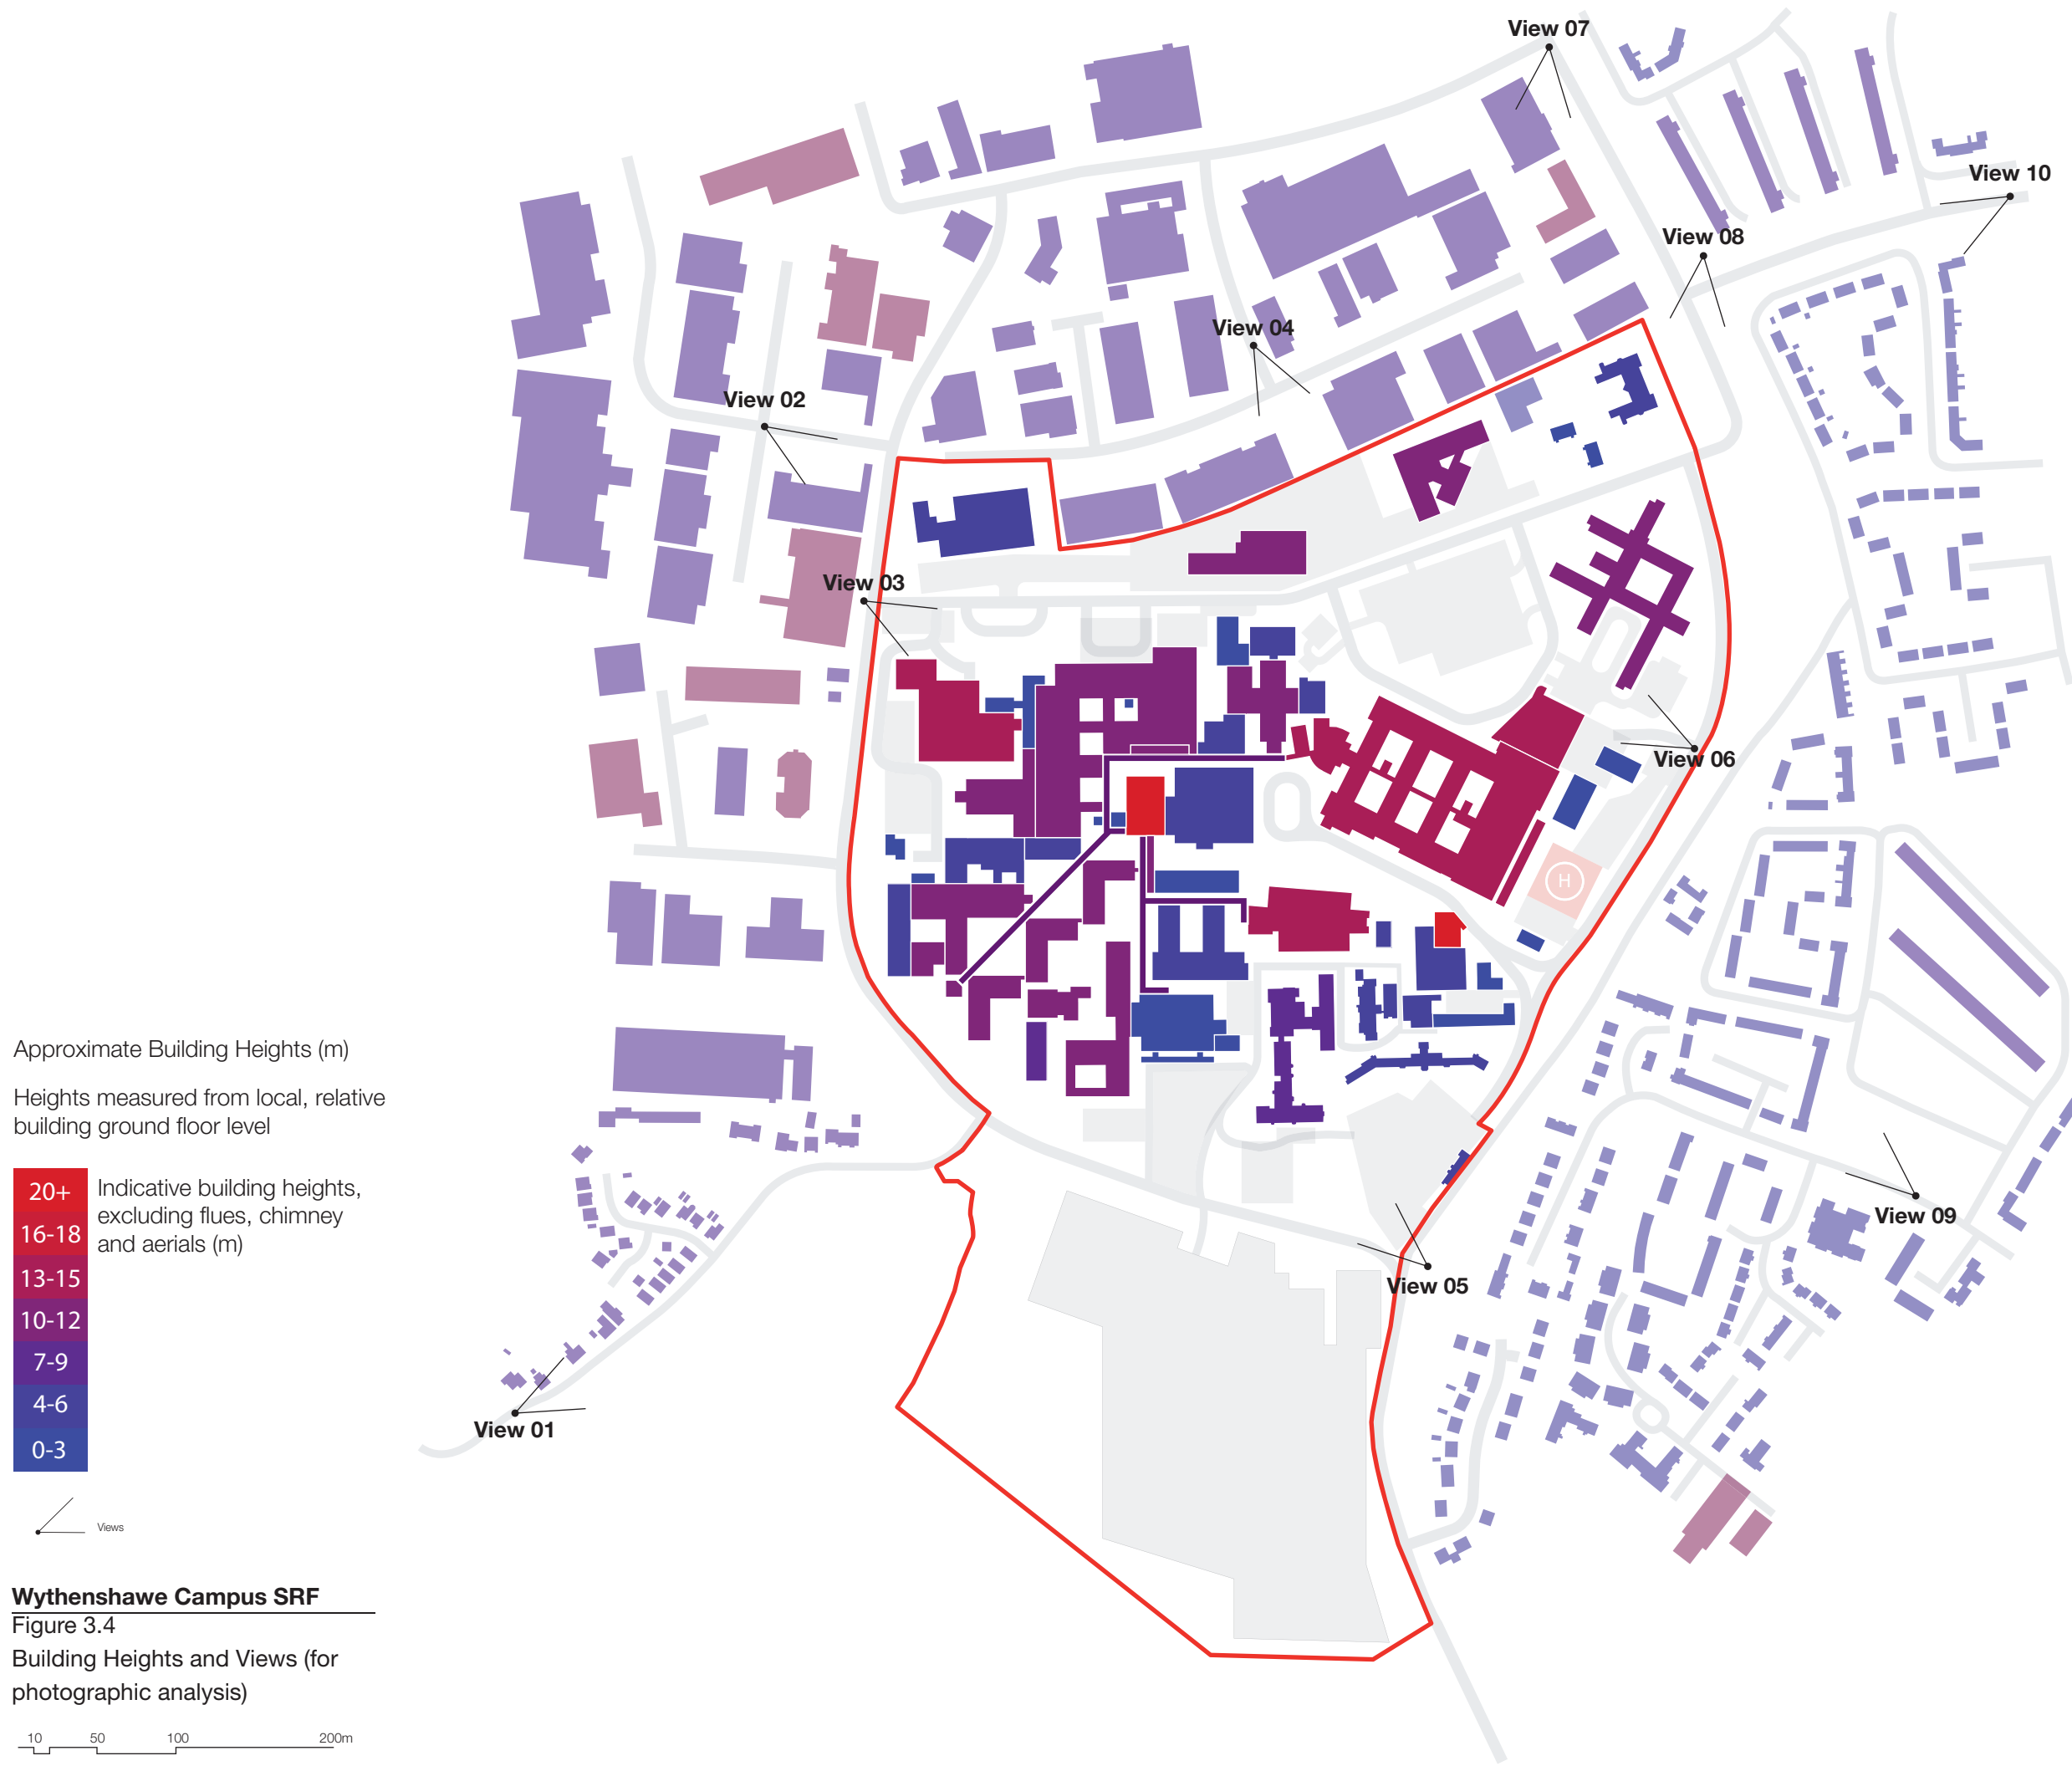 View 07
View 10
View 08
View 04
View 02
View 03
View 06
H
View 09
View 05
View 01
Approximate Building Heights (m)
Heights measured from local, relative
building ground floor level
20+
16-18
13-15
10-12
7-9
4-6
0-3
Indicative building heights,
excluding flues, chimney
and aerials (m)
Views
Wythenshawe Campus SRF
Figure 3.4
Building Heights and Views (for
photographic analysis)
10 50 100 200m